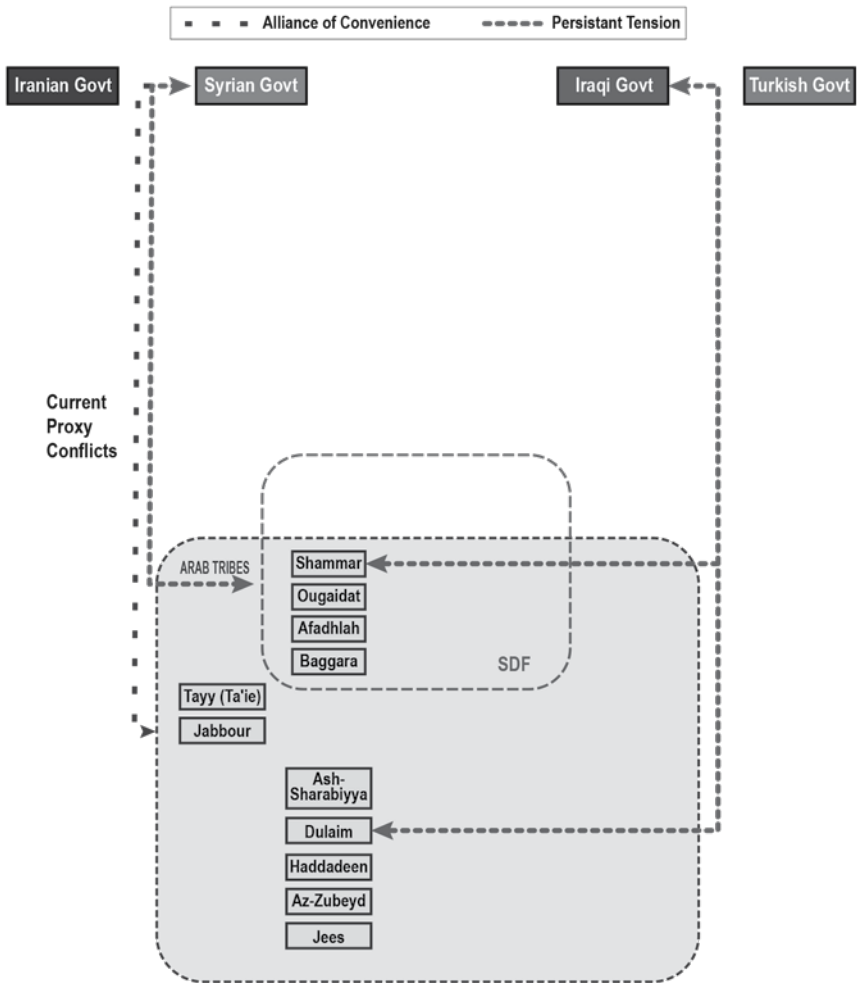 Alliance of Convenience
Persistant Tension
Iranian Govt
Syrian Govt
Iraqi Govt
Turkish Govt
Current
Proxy
Conflicts
ARAB TRIBES
Shammar
Ougaidat
Afadhlah
Baggara
SDF
Tayy (Ta'ie)
Jabbour
Ash-
Sharabiyya
Dulaim
Haddadeen
Az-Zubeyd
Jees